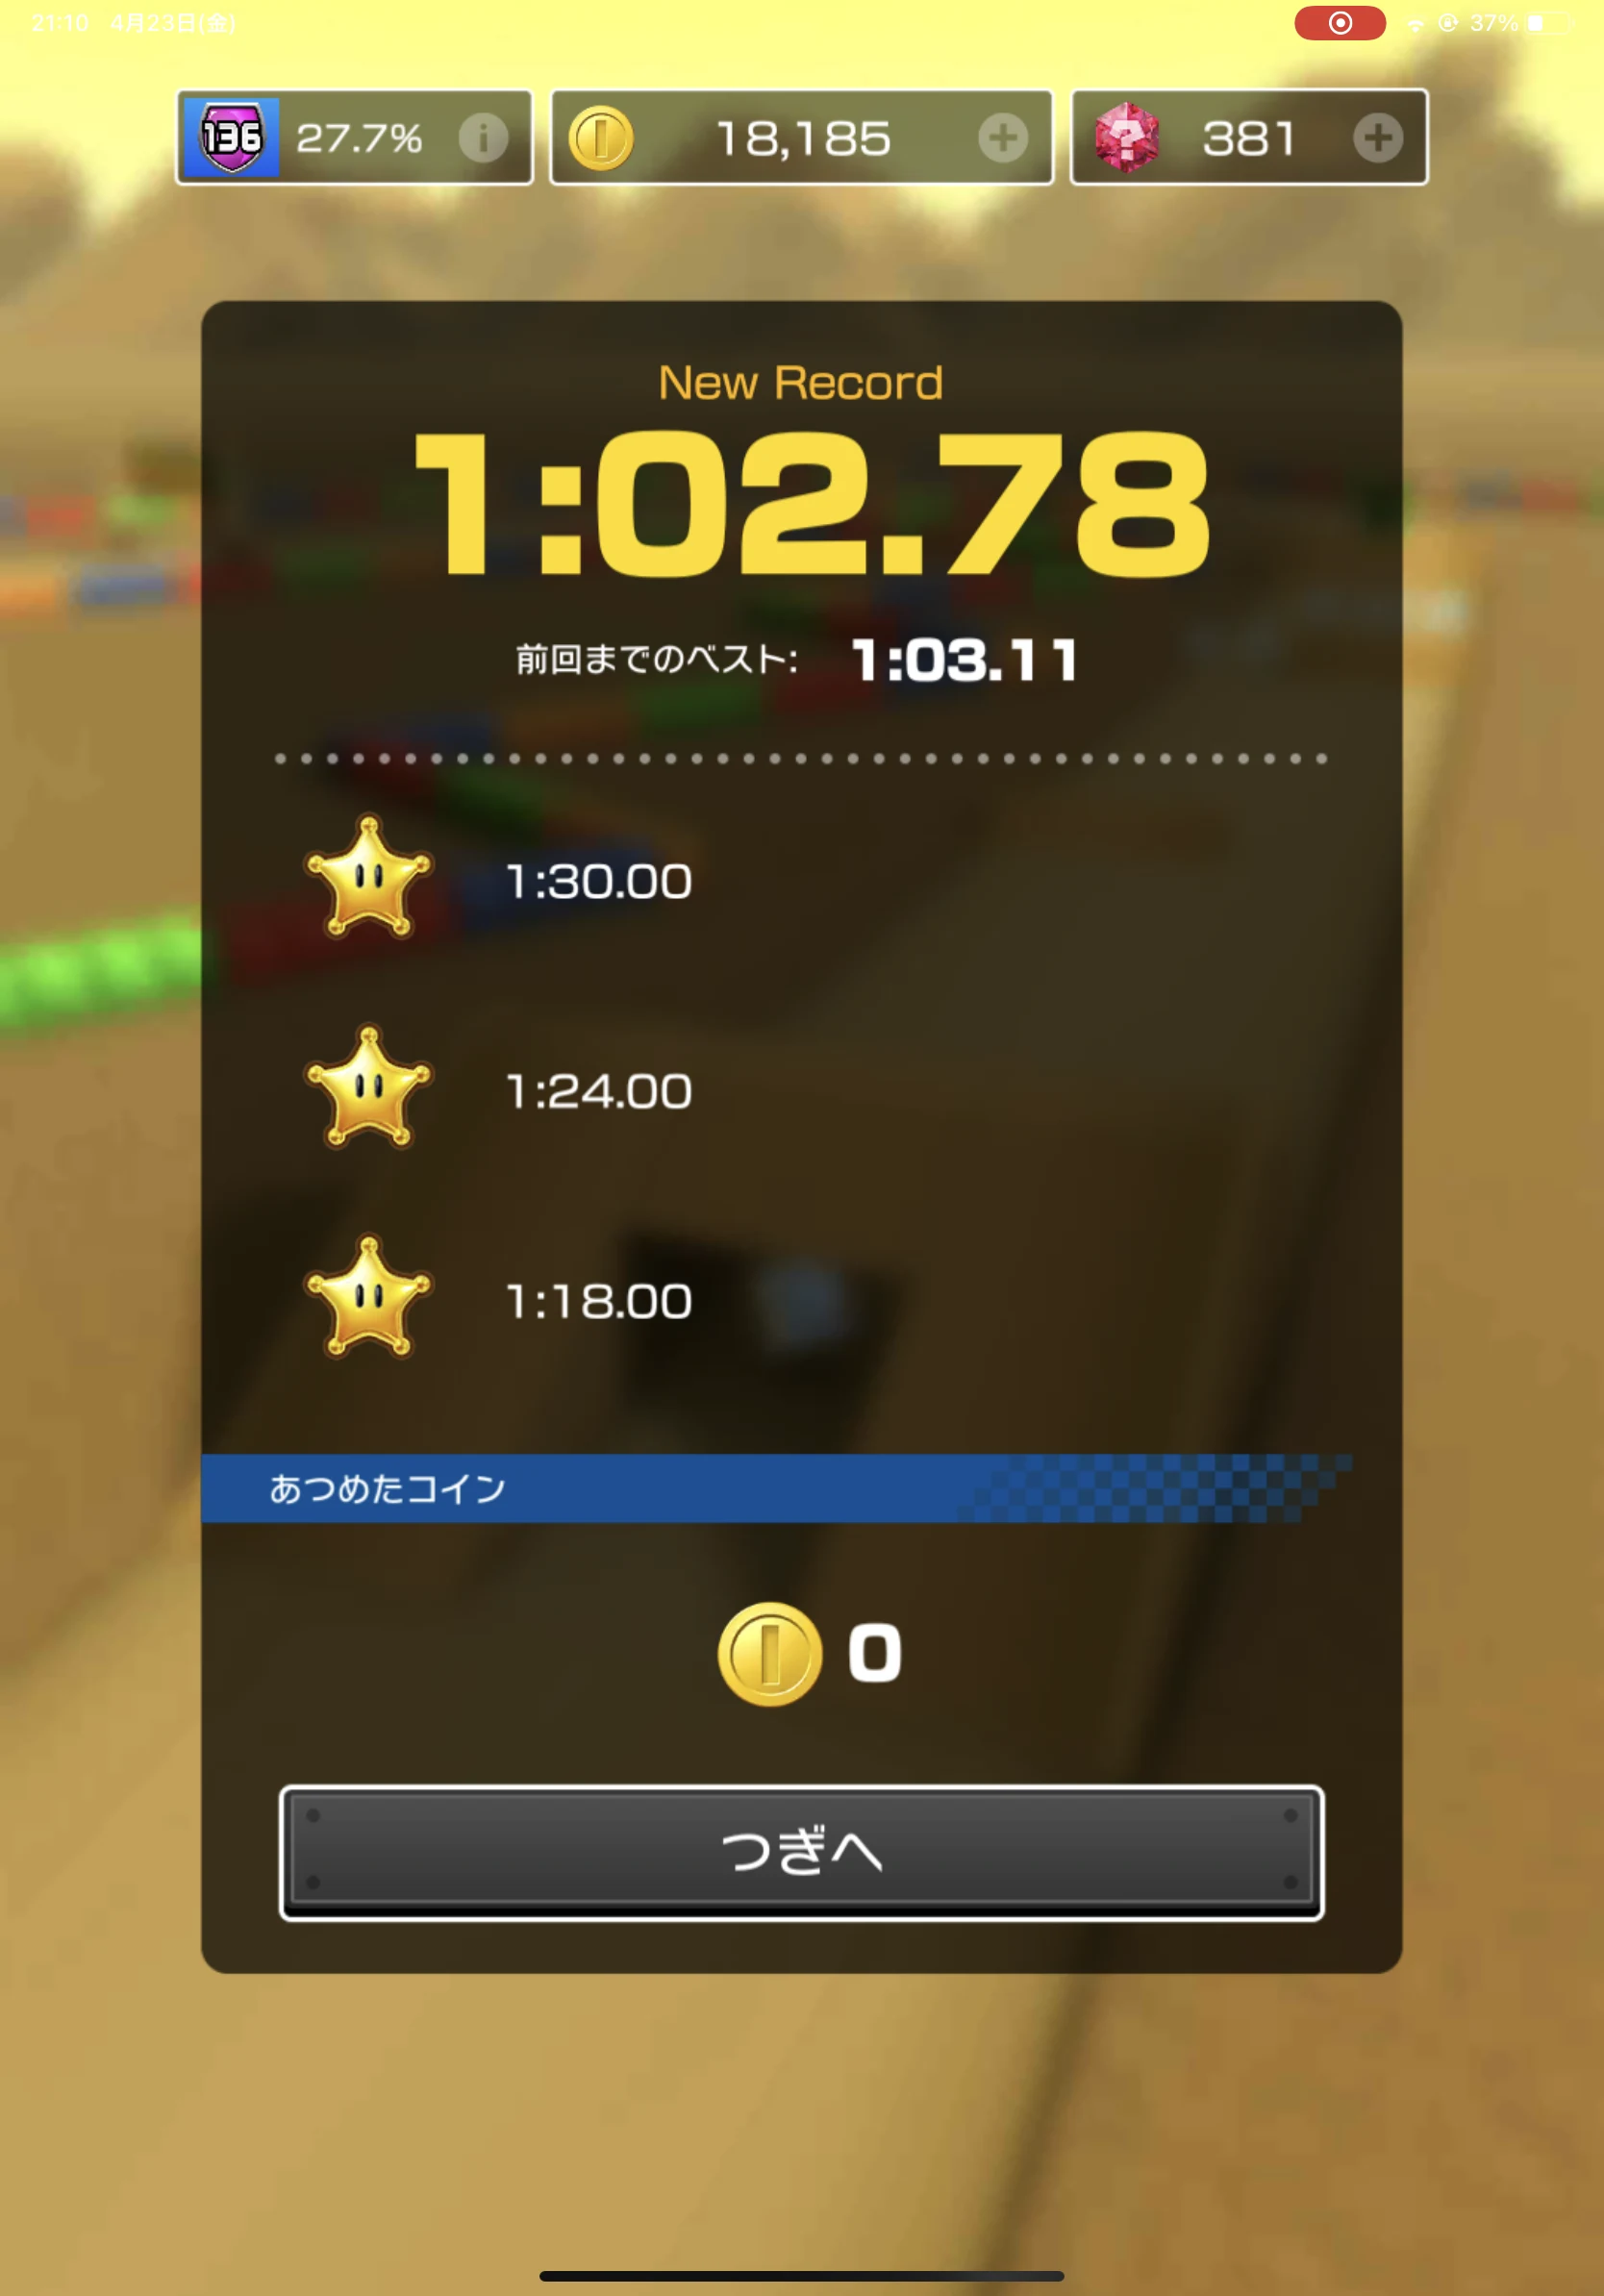 21:10 4月23日(金) 37%
136 27.7% 18,185 381
New Record
1:02.78
前回までのベスト: 1:03.11
1:30.00
1:24.00
1:18.00
あつめたコイン
0
つぎへ